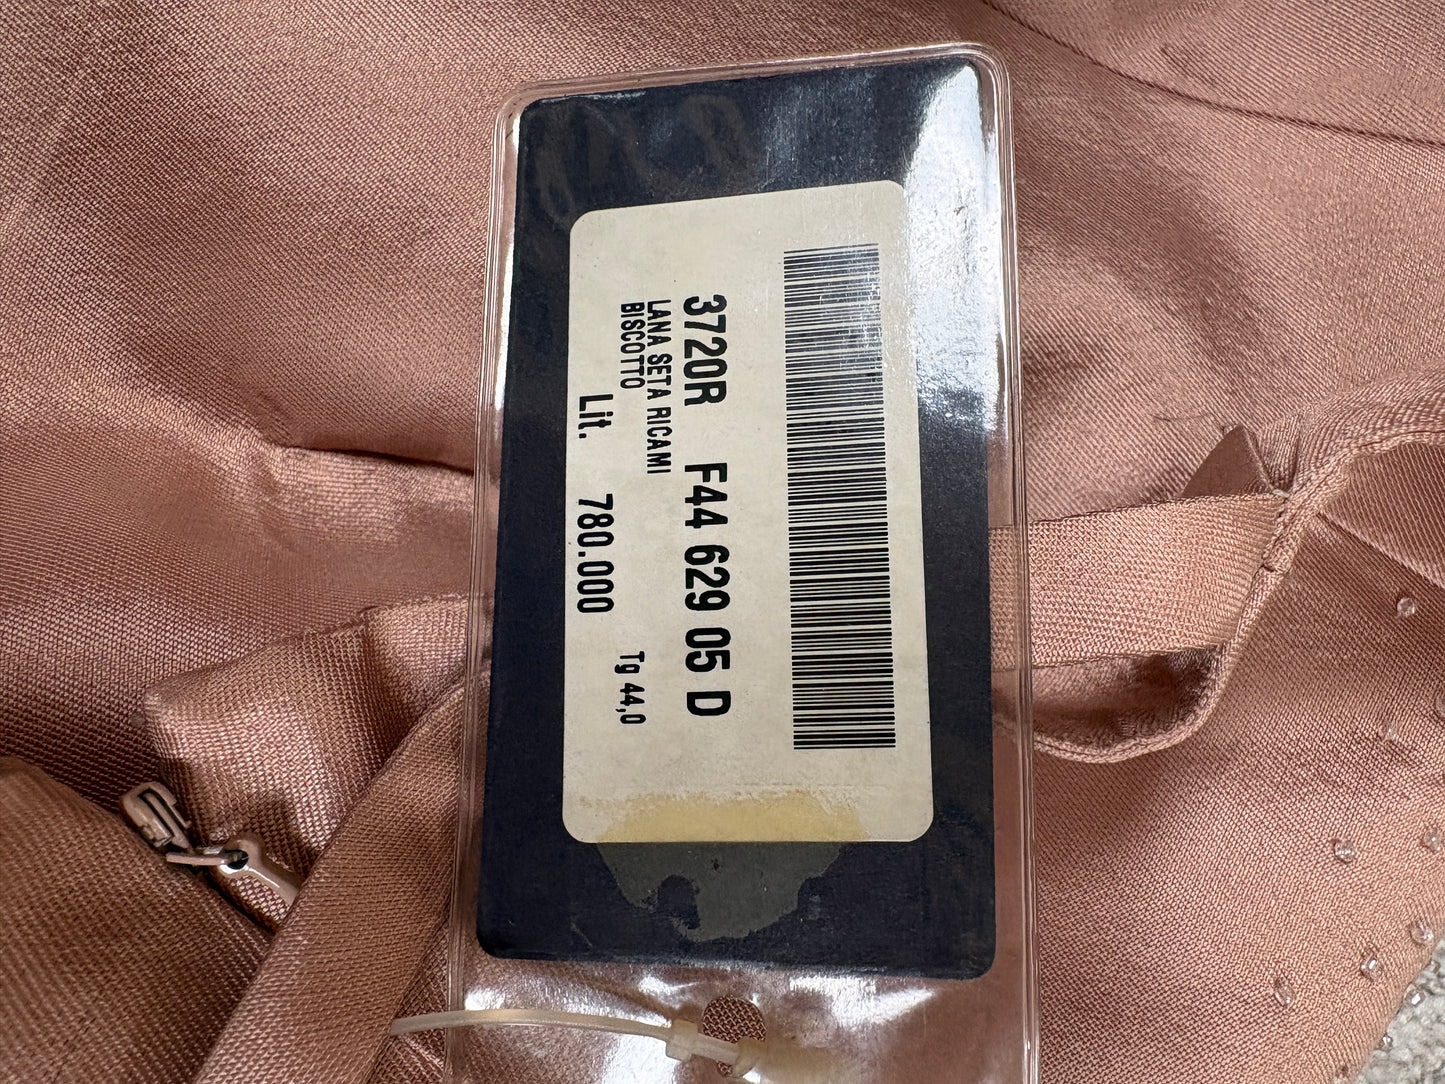 3720R F44 629 05 D
LANA SETA RICAMI
BISCOTTO Tg 44,0
Lit. 780.000